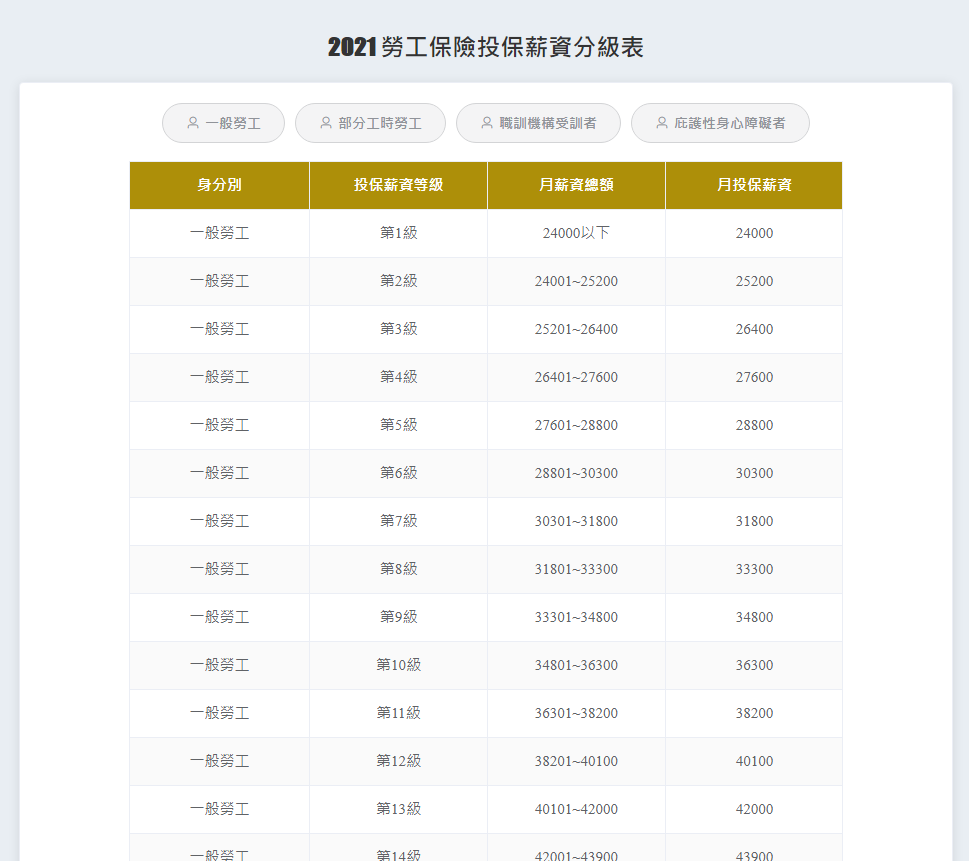 2021 勞工保險投保薪資分級表
一般勞工 部分工時勞工 職訓機構受訓者 庇護性身心障礙者
身分別 投保薪資等級 月薪資總額 月投保薪資
一般勞工 第1級 24000以下 24000
一般勞工 第2級 24001~25200 25200
一般勞工 第3級 25201~26400 26400
一般勞工 第4級 26401~27600 27600
一般勞工 第5級 27601~28800 28800
一般勞工 第6級 28801~30300 30300
一般勞工 第7級 30301~31800 31800
一般勞工 第8級 31801~33300 33300
一般勞工 第9級 33301~34800 34800
一般勞工 第10級 34801~36300 36300
一般勞工 第11級 36301~38200 38200
一般勞工 第12級 38201~40100 40100
一般勞工 第13級 40101~42000 42000
一般勞工 第14級 42001~43900 43900